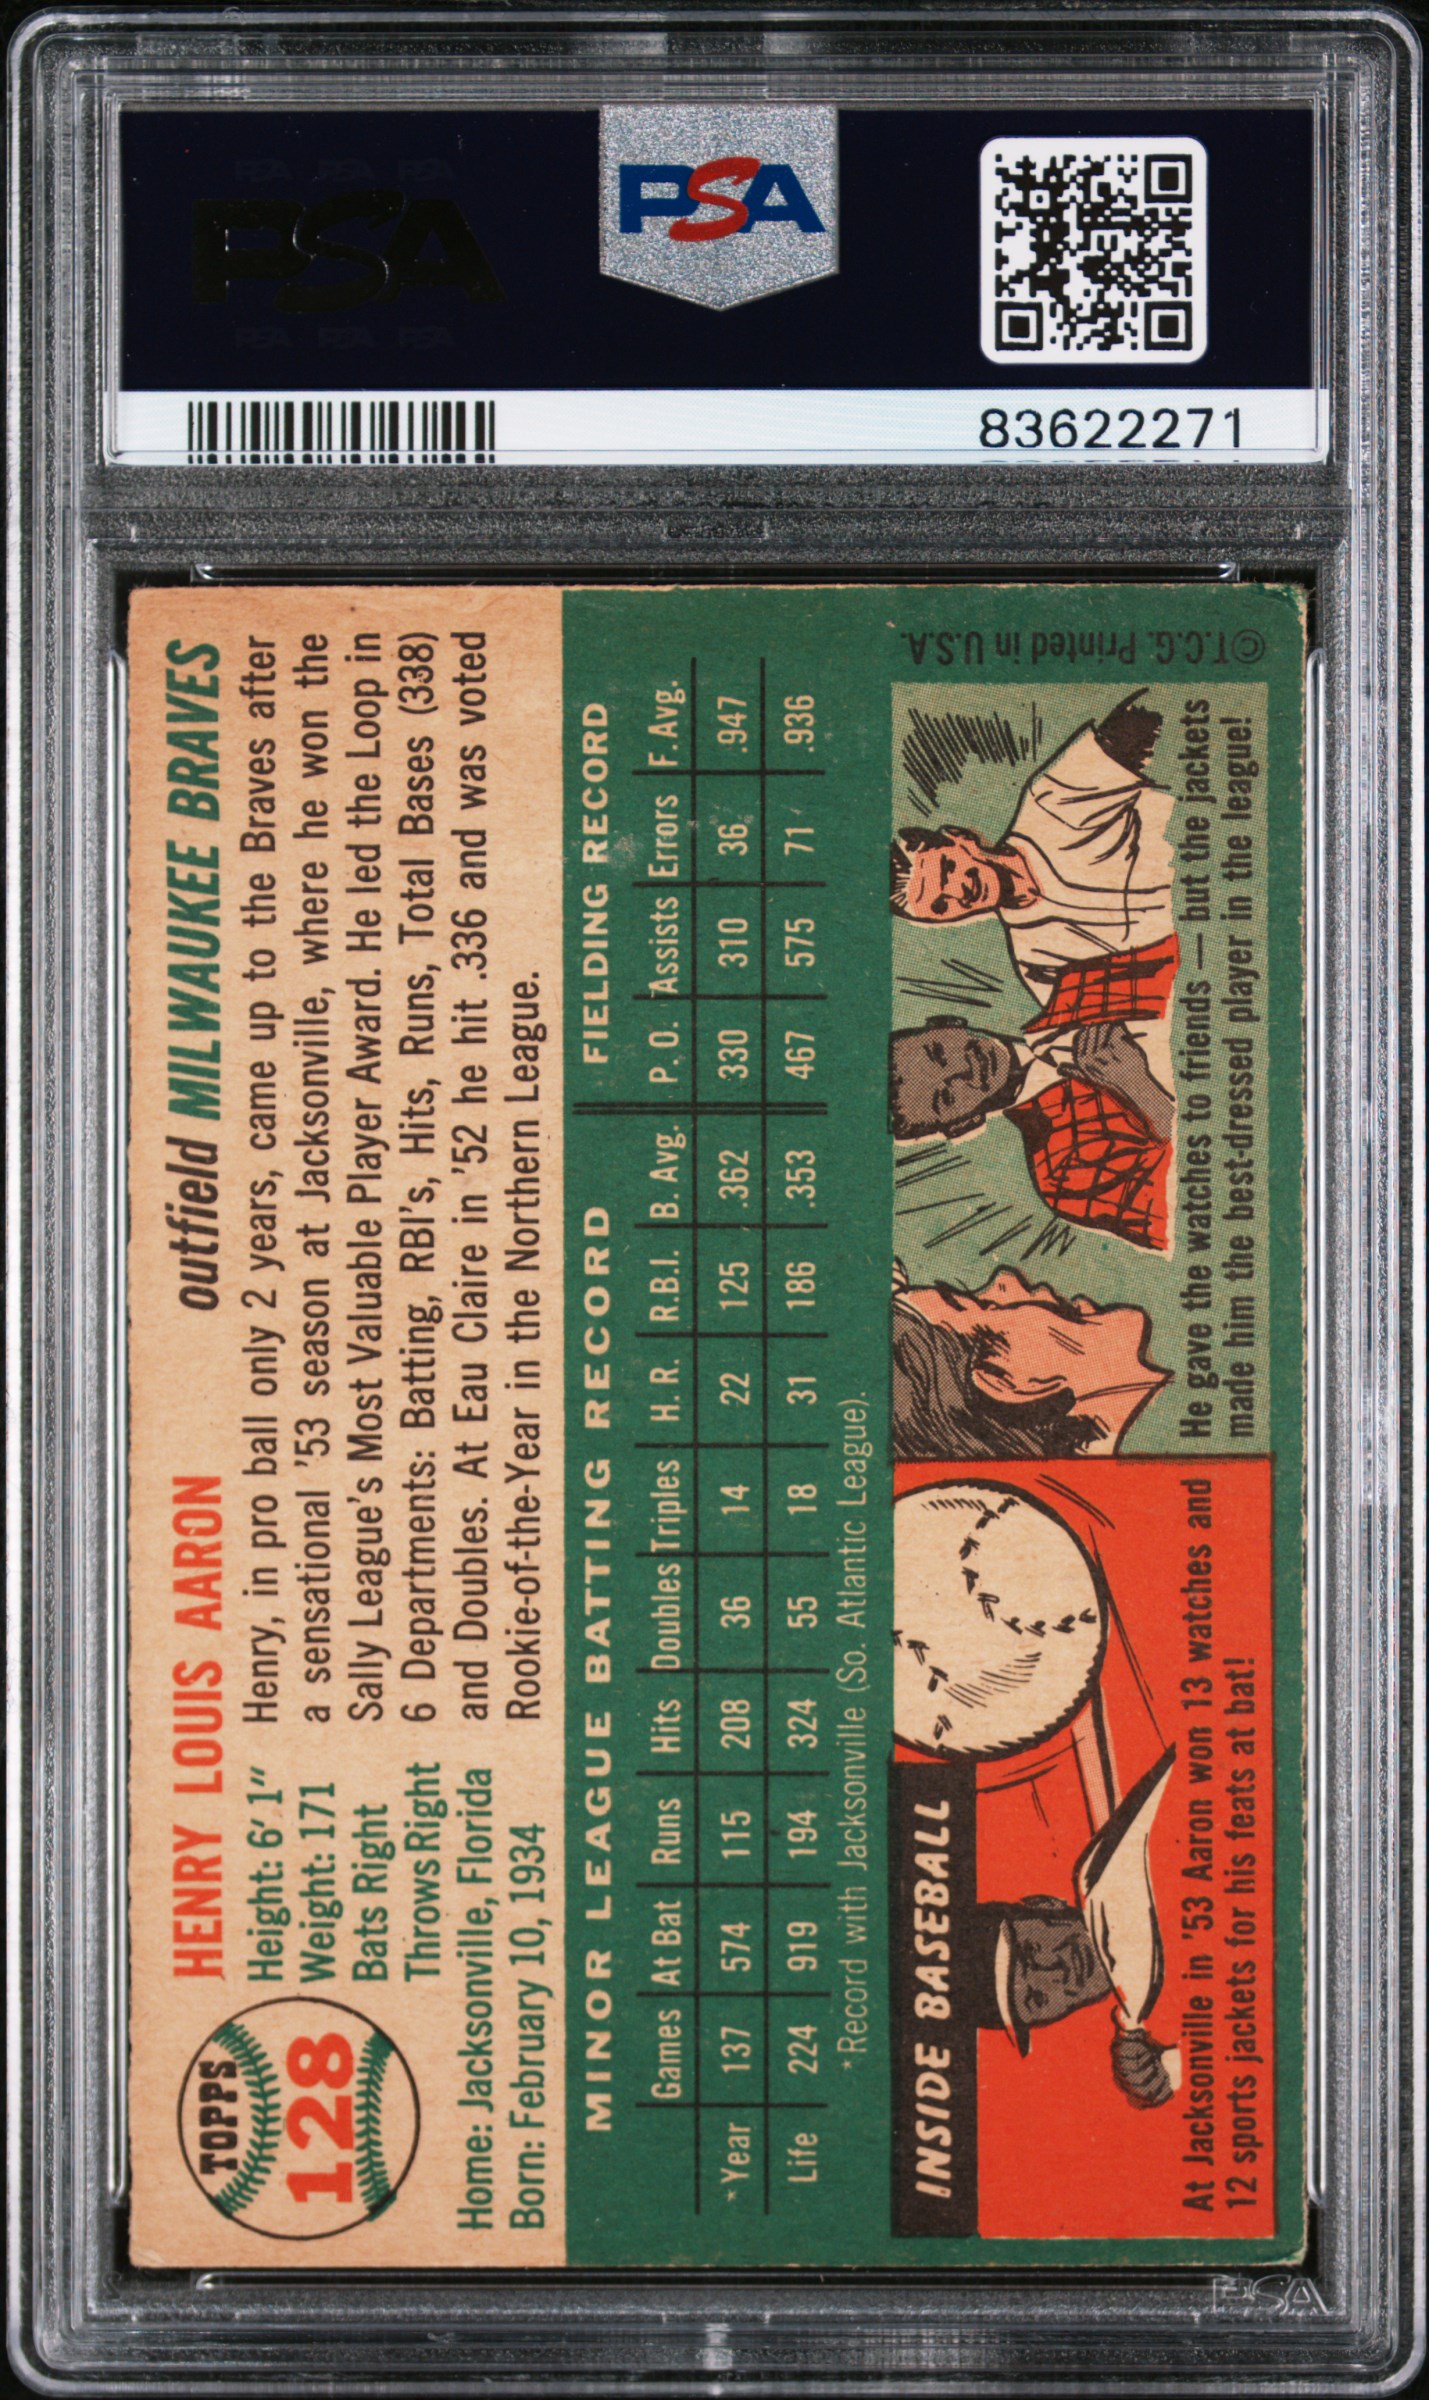 PSA PSA PSA
PSA
PSA PSA PSA
PSA
83622271
TOPPS
128
HENRY LOUIS AARON
outfield MILWAUKEE BRAVES
Height: 6' 1"
Weight: 171
Bats Right
Throws Right
Home: Jacksonville, Florida
Born: February 10, 1934
Henry, in pro ball only 2 years, came up to the Braves after
a sensational '53 season at Jacksonville, where he won the
Sally League's Most Valuable Player Award. He led the Loop in
6 Departments: Batting, RBI's, Hits, Runs, Total Bases (338)
and Doubles. At Eau Claire in '52 he hit .336 and was voted
Rookie-of-the-Year in the Northern League.
MINOR LEAGUE BATTING RECORD FIELDING RECORD
Games At Bat Runs Hits Doubles Triples H.R. R.B.I. B. Avg. P. O. Assists Errors F. Avg.
*Year 137 574 115 208 36 14 22 125 .362 330 310 36 .947
Life 224 919 194 324 55 18 31 186 .353 467 575 71 .936
*Record with Jacksonville (So. Atlantic League).
INSIDE BASEBALL
At Jacksonville in '53 Aaron won 13 watches and
12 sports jackets for his feats at bat!
He gave the watches to friends — but the jackets
made him the best-dressed player in the league!
©T.C.G. Printed in U.S.A.
PSA